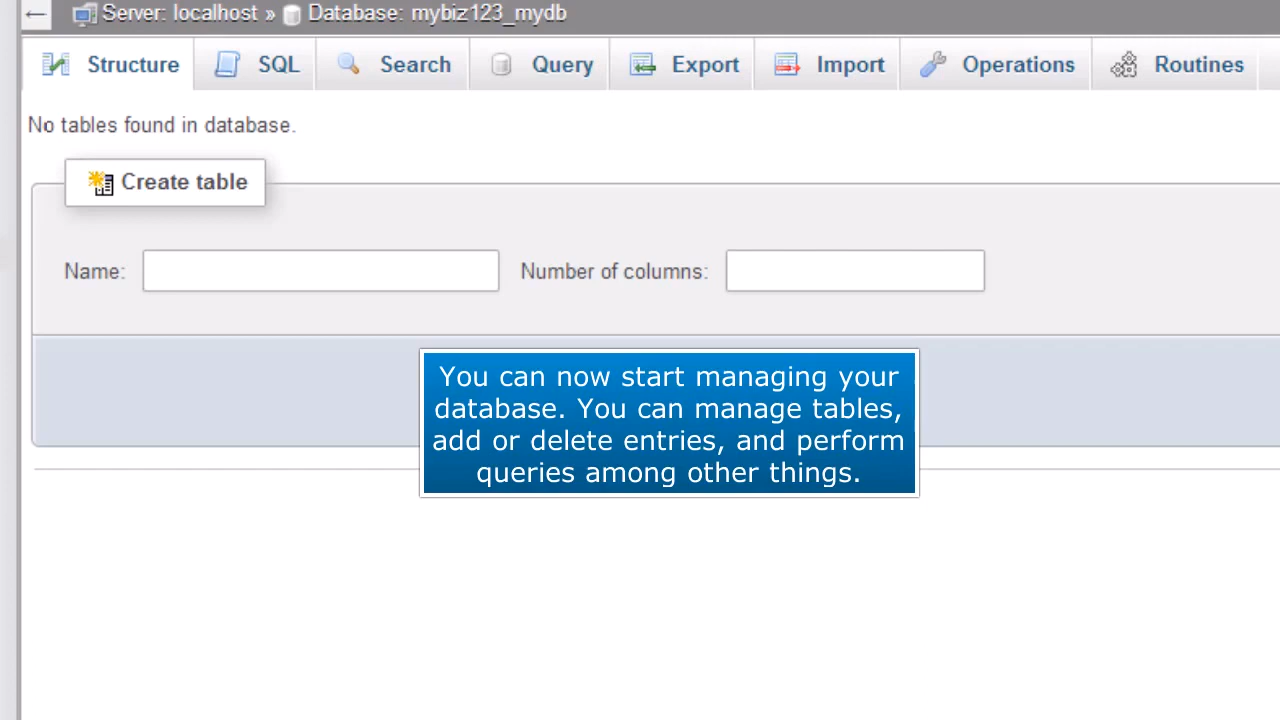 Server: localhost » Database: mybiz123_mydb
Structure SQL Search Query Export Import Operations Routines
No tables found in database.
Create table
Name: Number of columns:
You can now start managing your
database. You can manage tables,
add or delete entries, and perform
queries among other things.